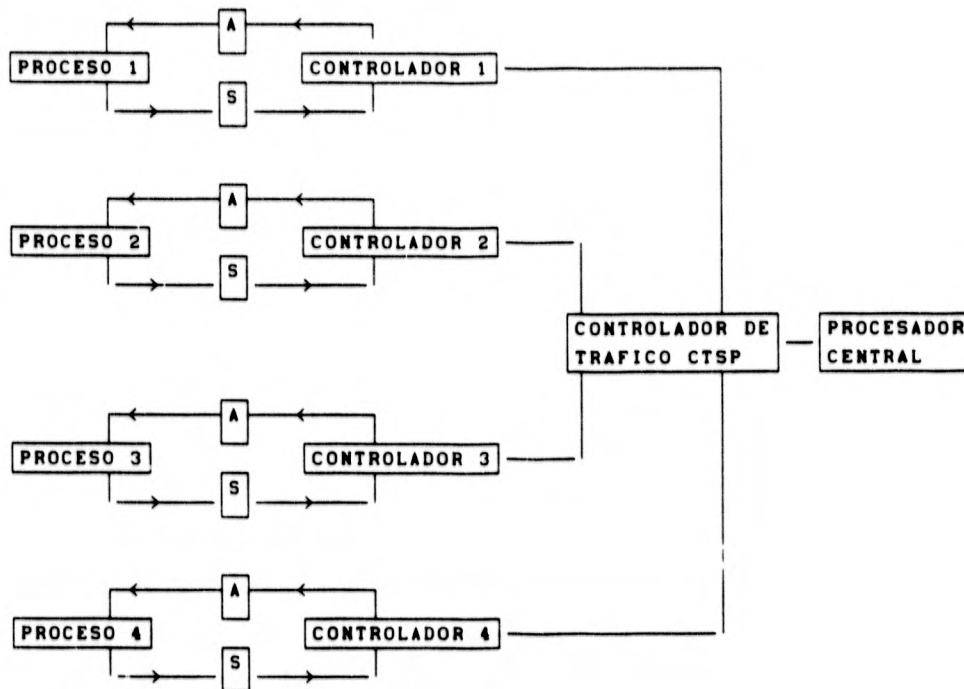 A
PROCESO 1
CONTROLADOR 1
S
A
PROCESO 2
CONTROLADOR 2
S
CONTROLADOR DE
TRAFICO CTSP
PROCESADOR
CENTRAL
A
PROCESO 3
CONTROLADOR 3
S
A
PROCESO 4
CONTROLADOR 4
S